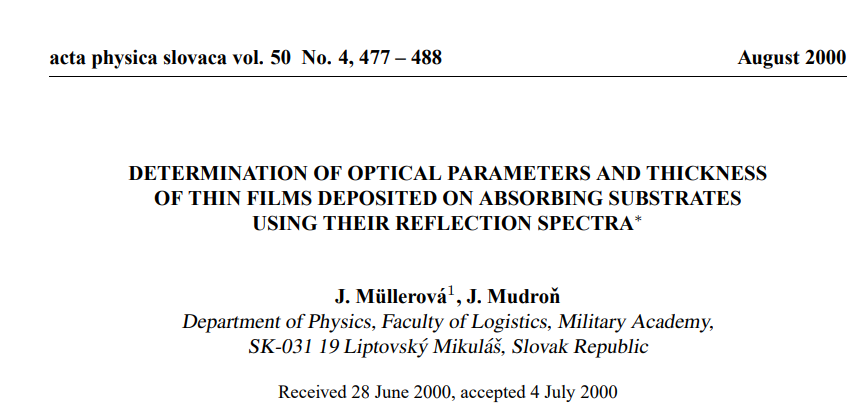 acta physica slovaca vol. 50 No. 4, 477 – 488 August 2000
DETERMINATION OF OPTICAL PARAMETERS AND THICKNESS
OF THIN FILMS DEPOSITED ON ABSORBING SUBSTRATES
USING THEIR REFLECTION SPECTRA*
J. Müllerová¹, J. Mudroň
Department of Physics, Faculty of Logistics, Military Academy,
SK-031 19 Liptovský Mikuláš, Slovak Republic
Received 28 June 2000, accepted 4 July 2000